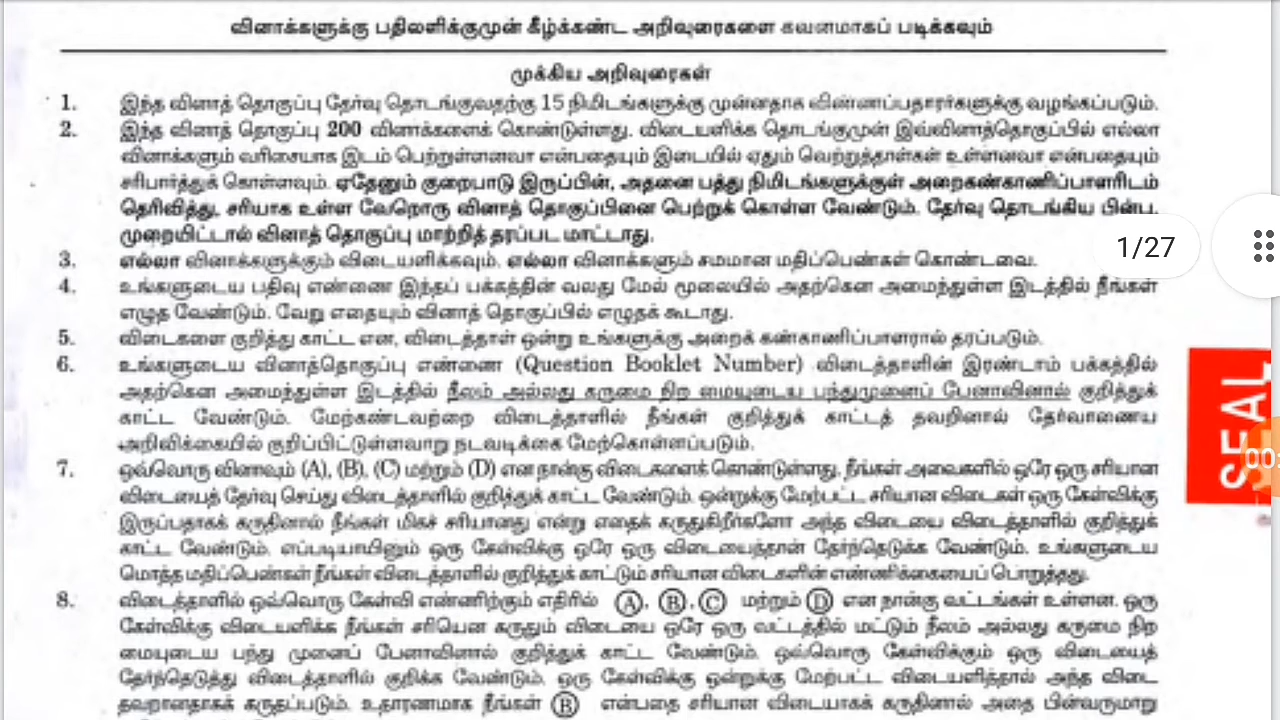 வினாக்களுக்கு பதிலளிக்குமுன் கீழ்க்கண்ட அறிவுரைகளை கவனமாகப் படிக்கவும்
முக்கிய அறிவுரைகள்
1. இந்த வினாத் தொகுப்பு தேர்வு தொடங்குவதற்கு 15 நிமிடங்களுக்கு முன்னதாக விண்ணப்பதாரர்களுக்கு வழங்கப்படும்.
2. இந்த வினாத் தொகுப்பு 200 வினாக்களைக் கொண்டுள்ளது. விடையளிக்க தொடங்குமுன் இவ்வினாத்தொகுப்பில் எல்லா
வினாக்களும் வரிசையாக இடம் பெற்றுள்ளனவா என்பதையும் இடையில் ஏதும் வெற்றுத்தாள்கள் உள்ளனவா என்பதையும்
சரிபார்த்துக் கொள்ளவும். ஏதேனும் குறைபாடு இருப்பின், அதனை பத்து நிமிடங்களுக்குள் அறைகண்காணிப்பாளரிடம்
தெரிவித்து, சரியாக உள்ள வேறொரு வினாத் தொகுப்பினை பெற்றுக் கொள்ள வேண்டும். தேர்வு தொடங்கிய பின்பு
முறையிட்டால் வினாத் தொகுப்பு மாற்றித் தரப்பட மாட்டாது.
1/27
3. எல்லா வினாக்களுக்கும் விடையளிக்கவும். எல்லா வினாக்களும் சமமான மதிப்பெண்கள் கொண்டவை.
4. உங்களுடைய பதிவு எண்ணை இந்தப் பக்கத்தின் வலது மேல் மூலையில் அதற்கென அமைந்துள்ள இடத்தில் நீங்கள்
எழுத வேண்டும். வேறு எதையும் வினாத் தொகுப்பில் எழுதக் கூடாது.
5. விடைகளை குறித்து காட்ட என, விடைத்தாள் ஒன்று உங்களுக்கு அறைக் கண்காணிப்பாளரால் தரப்படும்.
6. உங்களுடைய வினாத்தொகுப்பு எண்ணை (Question Booklet Number) விடைத்தாளின் இரண்டாம் பக்கத்தில்
அதற்கென அமைந்துள்ள இடத்தில் நீலம் அல்லது கருமை நிற மையுடைய பந்துமுனைப் பேனாவினால் குறித்துக்
காட்ட வேண்டும். மேற்கண்டவற்றை விடைத்தாளில் நீங்கள் குறித்துக் காட்டத் தவறினால் தேர்வாணைய
அறிவிக்கையில் குறிப்பிட்டுள்ளவாறு நடவடிக்கை மேற்கொள்ளப்படும்.
SEAL
00:
7. ஒவ்வொரு வினாவும் (A), (B), (C) மற்றும் (D) என நான்கு விடைகளைக் கொண்டுள்ளது. நீங்கள் அவைகளில் ஒரே ஒரு சரியான
விடையைத் தேர்வு செய்து விடைத்தாளில் குறித்துக் காட்ட வேண்டும். ஒன்றுக்கு மேற்பட்ட சரியான விடைகள் ஒரு கேள்விக்கு
இருப்பதாகக் கருதினால் நீங்கள் மிகச் சரியானது என்று எதைக் கருதுகிறீர்களோ அந்த விடையை விடைத்தாளில் குறித்துக்
காட்ட வேண்டும். எப்படியாயினும் ஒரு கேள்விக்கு ஒரே ஒரு விடையைத்தான் தேர்ந்தெடுக்க வேண்டும். உங்களுடைய
மொத்த மதிப்பெண்கள் நீங்கள் விடைத்தாளில் குறித்துக் காட்டும் சரியான விடைகளின் எண்ணிக்கையைப் பொறுத்தது.
8. விடைத்தாளில் ஒவ்வொரு கேள்வி எண்ணிற்கும் எதிரில் (A), (B), (C) மற்றும் (D) என நான்கு வட்டங்கள் உள்ளன. ஒரு
கேள்விக்கு விடையளிக்க நீங்கள் சரியென கருதும் விடையை ஒரே ஒரு வட்டத்தில் மட்டும் நீலம் அல்லது கருமை நிற
மையுடைய பந்து முனைப் பேனாவினால் குறித்துக் காட்ட வேண்டும். ஒவ்வொரு கேள்விக்கும் ஒரு விடையைத்
தேர்ந்தெடுத்து விடைத்தாளில் குறிக்க வேண்டும். ஒரு கேள்விக்கு ஒன்றுக்கு மேற்பட்ட விடையளித்தால் அந்த விடை
தவறானதாகக் கருதப்படும். உதாரணமாக நீங்கள் (B) என்பதை சரியான விடையாகக் கருதினால் அதை பின்வருமாறு